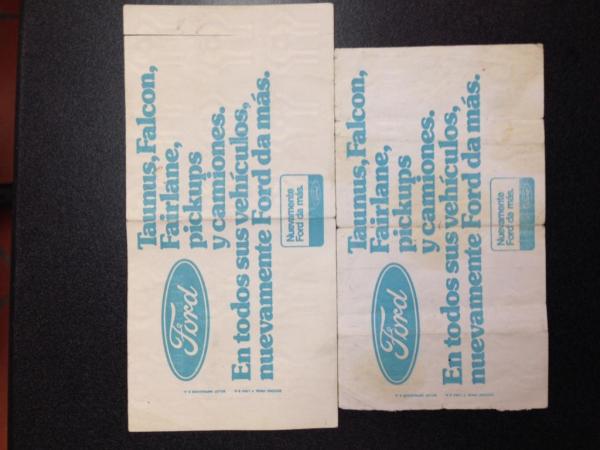 Taunus, Falcon,
Fairlane,
pickups
y camiones.
En todos sus vehículos,
nuevamente Ford da más.
Ford
Nuevamente
Ford da más.
Taunus, Falcon,
Fairlane,
pickups
y camiones.
En todos sus vehículos,
nuevamente Ford da más.
Ford
Nuevamente
Ford da más.